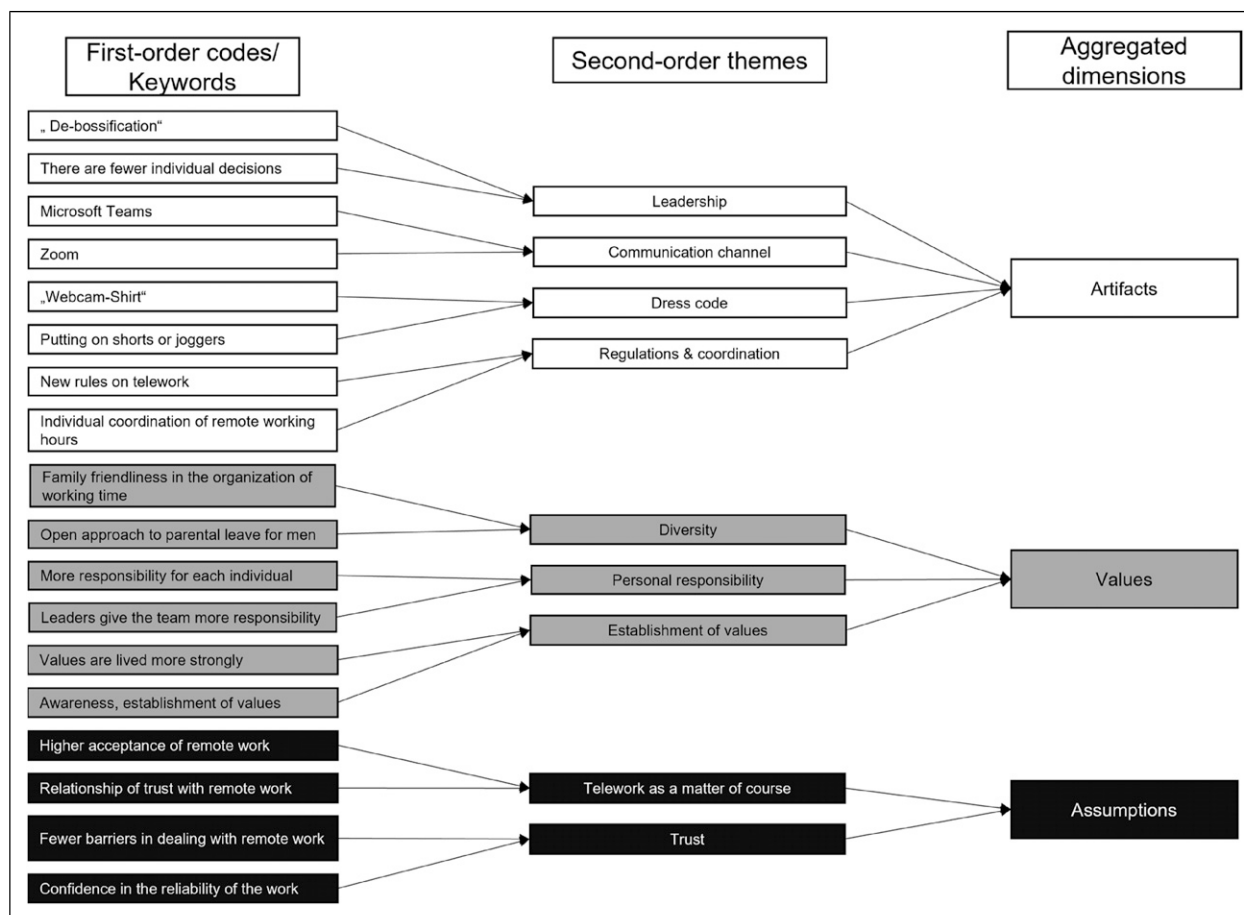 First-order codes/
Keywords
Second-order themes
Aggregated
dimensions
„ De-bossification“
There are fewer individual decisions
Microsoft Teams
Zoom
„Webcam-Shirt“
Putting on shorts or joggers
New rules on telework
Individual coordination of remote working
hours
Family friendliness in the organization of
working time
Open approach to parental leave for men
More responsibility for each individual
Leaders give the team more responsibility
Values are lived more strongly
Awareness, establishment of values
Higher acceptance of remote work
Relationship of trust with remote work
Fewer barriers in dealing with remote work
Confidence in the reliability of the work
Leadership
Communication channel
Dress code
Regulations & coordination
Diversity
Personal responsibility
Establishment of values
Telework as a matter of course
Trust
Artifacts
Values
Assumptions